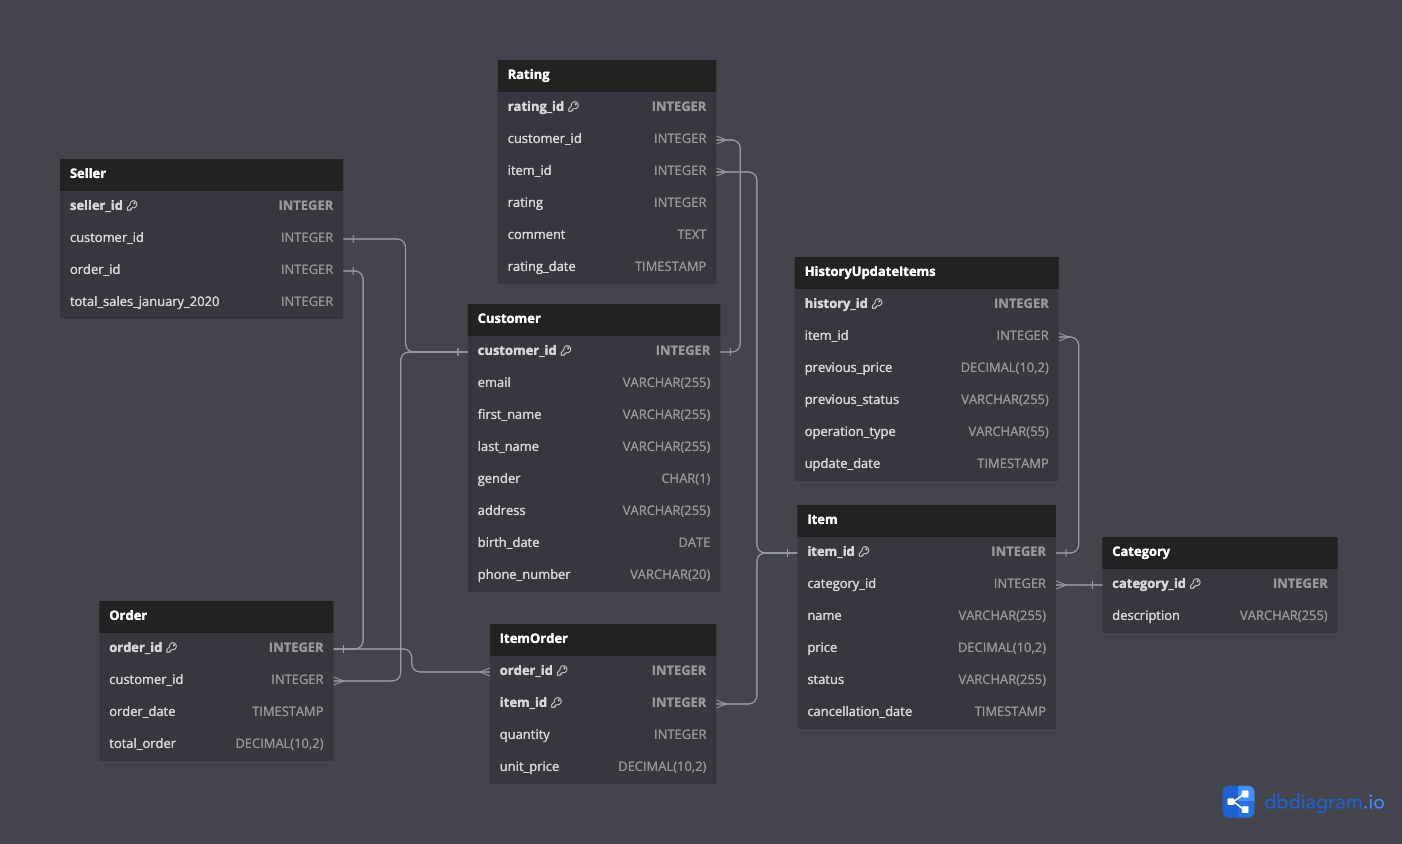 Rating
rating_id INTEGER
customer_id INTEGER
item_id INTEGER
rating INTEGER
comment TEXT
rating_date TIMESTAMP
Seller
seller_id INTEGER
customer_id INTEGER
order_id INTEGER
total_sales_january_2020 INTEGER
Customer
customer_id INTEGER
email VARCHAR(255)
first_name VARCHAR(255)
last_name VARCHAR(255)
gender CHAR(1)
address VARCHAR(255)
birth_date DATE
phone_number VARCHAR(20)
HistoryUpdateItems
history_id INTEGER
item_id INTEGER
previous_price DECIMAL(10,2)
previous_status VARCHAR(255)
operation_type VARCHAR(55)
update_date TIMESTAMP
Item
item_id INTEGER
category_id INTEGER
name VARCHAR(255)
price DECIMAL(10,2)
status VARCHAR(255)
cancellation_date TIMESTAMP
Category
category_id INTEGER
description VARCHAR(255)
Order
order_id INTEGER
customer_id INTEGER
order_date TIMESTAMP
total_order DECIMAL(10,2)
ItemOrder
order_id INTEGER
item_id INTEGER
quantity INTEGER
unit_price DECIMAL(10,2)
dbdiagram.io